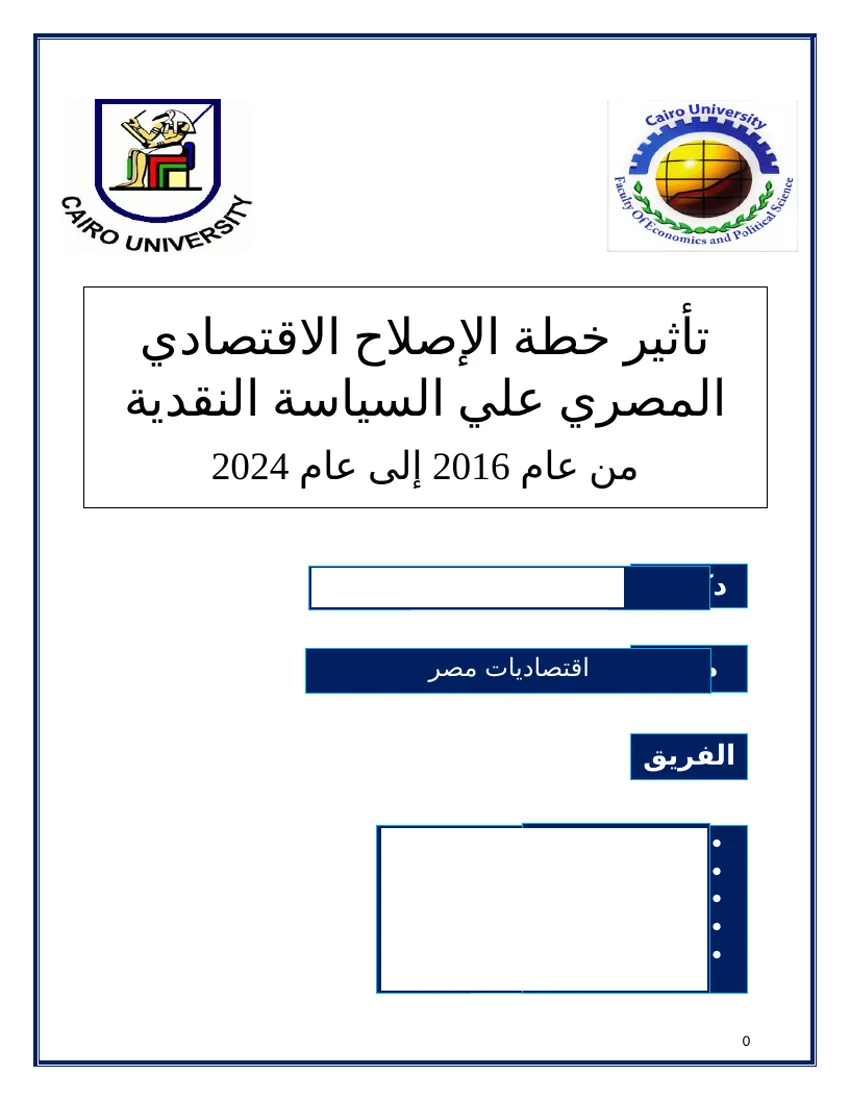 CAIRO UNIVERSITY
Cairo University
Faculty Of Economics and Political Science
تأثير خطة الإصلاح الاقتصادي
المصري علي السياسة النقدية
من عام 2016 إلى عام 2024
اقتصاديات مصر
الفريق
0